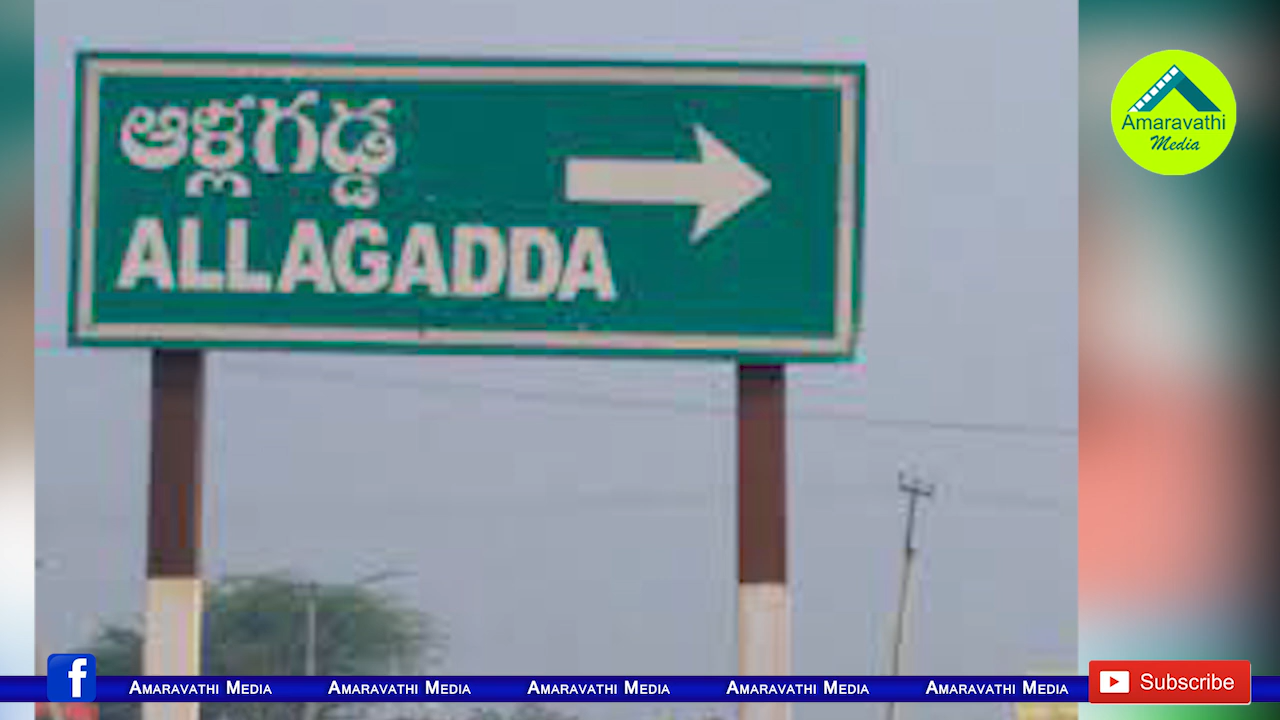 ఆళ్లగడ్డ
ALLAGADDA
Amaravathi
Media
f
Amaravathi Media Amaravathi Media Amaravathi Media Amaravathi Media Amaravathi Media
Subscribe